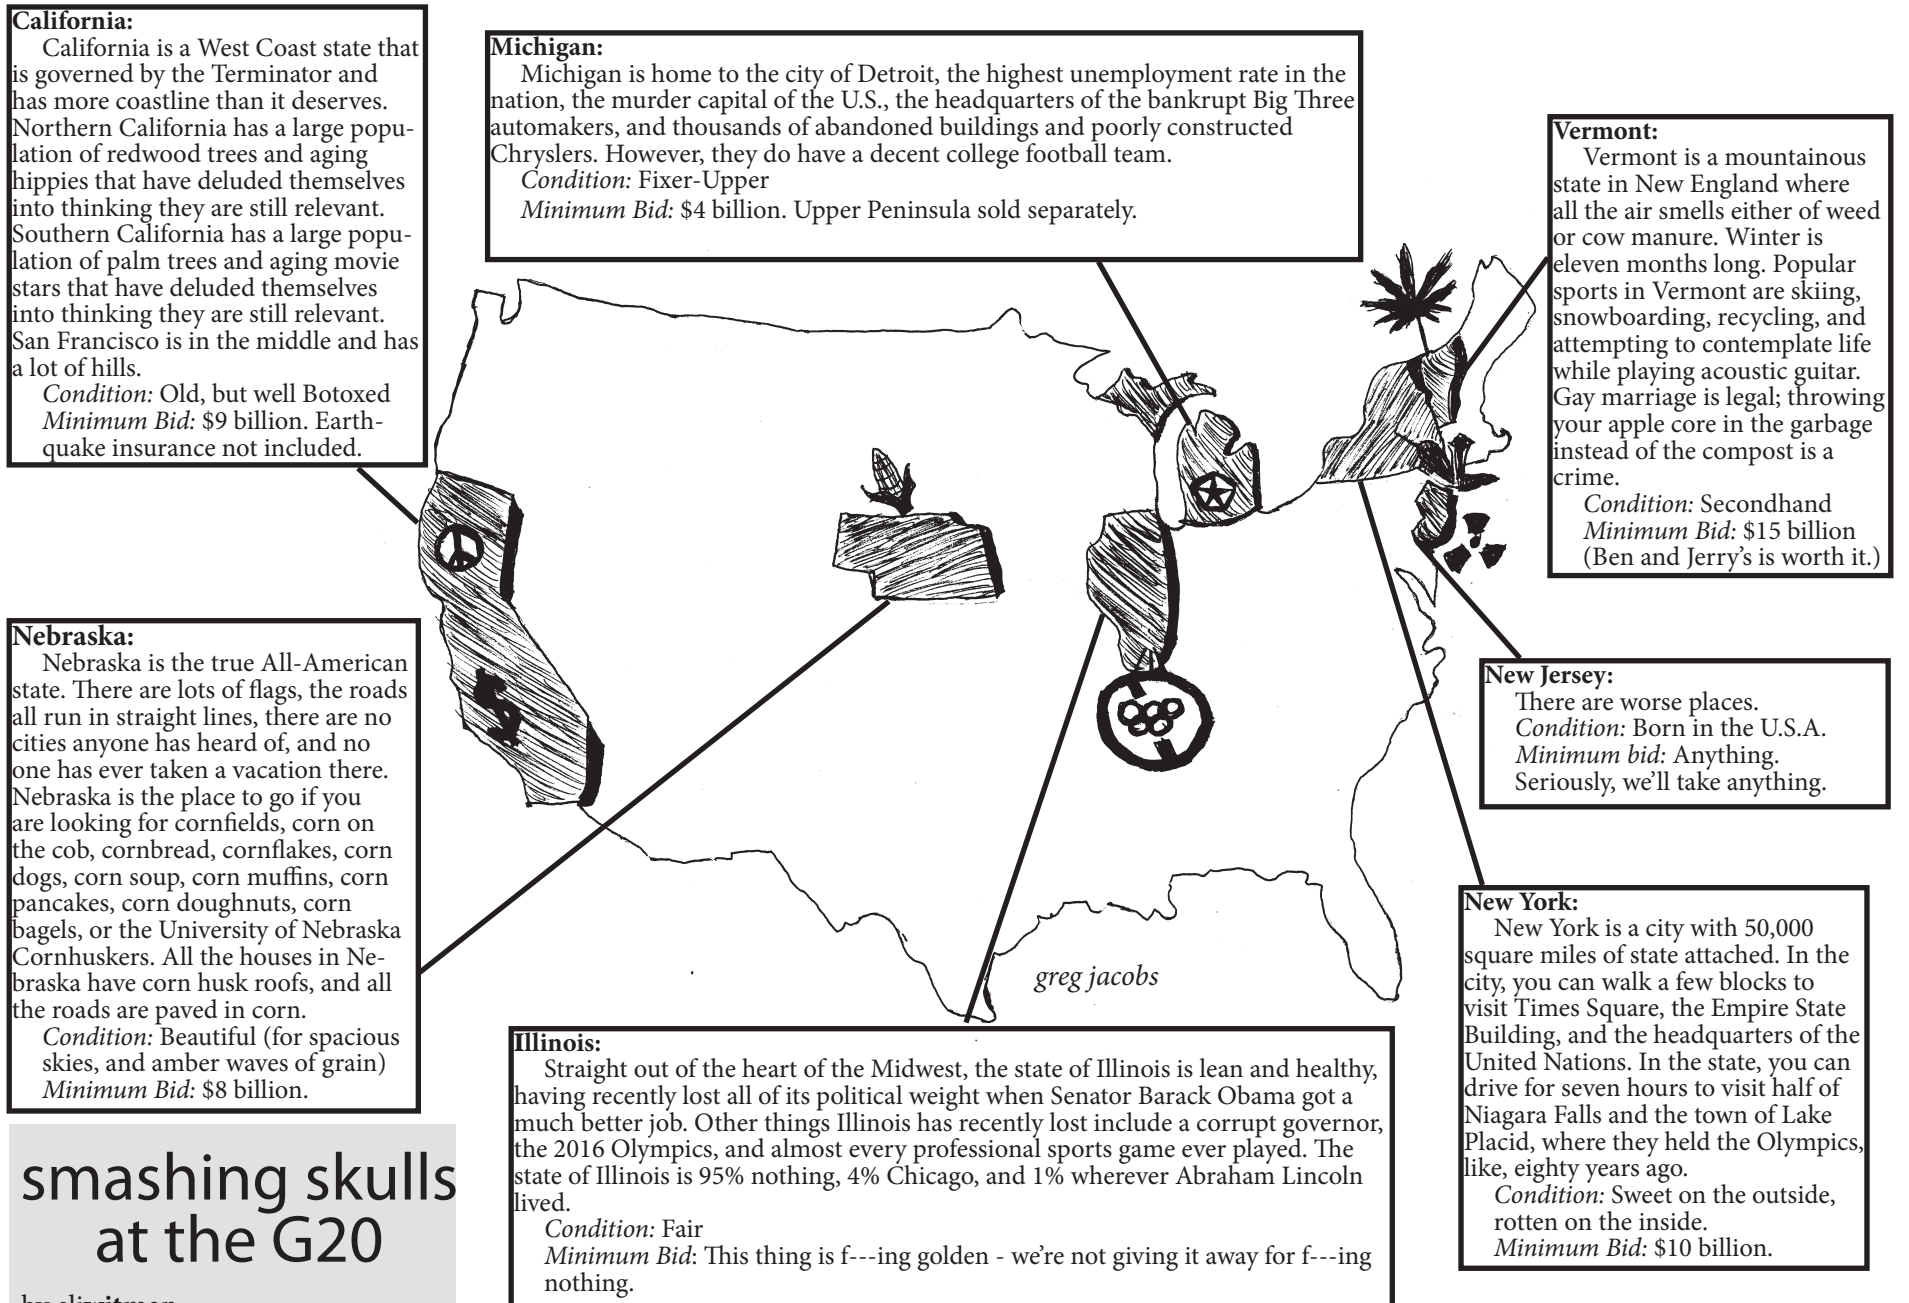 California:
California is a West Coast state that
is governed by the Terminator and
has more coastline than it deserves.
Northern California has a large popu-
lation of redwood trees and aging
hippies that have deluded themselves
into thinking they are still relevant.
Southern California has a large popu-
lation of palm trees and aging movie
stars that have deluded themselves
into thinking they are still relevant.
San Francisco is in the middle and has
a lot of hills.
Condition: Old, but well Botoxed
Minimum Bid: $9 billion. Earth-
quake insurance not included.
Michigan:
Michigan is home to the city of Detroit, the highest unemployment rate in the
nation, the murder capital of the U.S., the headquarters of the bankrupt Big Three
automakers, and thousands of abandoned buildings and poorly constructed
Chryslers. However, they do have a decent college football team.
Condition: Fixer-Upper
Minimum Bid: $4 billion. Upper Peninsula sold separately.
Vermont:
Vermont is a mountainous
state in New England where
all the air smells either of weed
or cow manure. Winter is
eleven months long. Popular
sports in Vermont are skiing,
snowboarding, recycling, and
attempting to contemplate life
while playing acoustic guitar.
Gay marriage is legal; throwing
your apple core in the garbage
instead of the compost is a
crime.
Condition: Secondhand
Minimum Bid: $15 billion
(Ben and Jerry's is worth it.)
Nebraska:
Nebraska is the true All-American
state. There are lots of flags, the roads
all run in straight lines, there are no
cities anyone has heard of, and no
one has ever taken a vacation there.
Nebraska is the place to go if you
are looking for cornfields, corn on
the cob, cornbread, cornflakes, corn
dogs, corn soup, corn muffins, corn
pancakes, corn doughnuts, corn
bagels, or the University of Nebraska
Cornhuskers. All the houses in Ne-
braska have corn husk roofs, and all
the roads are paved in corn.
Condition: Beautiful (for spacious
skies, and amber waves of grain)
Minimum Bid: $8 billion.
$
New Jersey:
There are worse places.
Condition: Born in the U.S.A.
Minimum bid: Anything.
Seriously, we'll take anything.
greg jacobs
New York:
New York is a city with 50,000
square miles of state attached. In the
city, you can walk a few blocks to
visit Times Square, the Empire State
Building, and the headquarters of the
United Nations. In the state, you can
drive for seven hours to visit half of
Niagara Falls and the town of Lake
Placid, where they held the Olympics,
like, eighty years ago.
Condition: Sweet on the outside,
rotten on the inside.
Minimum Bid: $10 billion.
Illinois:
Straight out of the heart of the Midwest, the state of Illinois is lean and healthy,
having recently lost all of its political weight when Senator Barack Obama got a
much better job. Other things Illinois has recently lost include a corrupt governor,
the 2016 Olympics, and almost every professional sports game ever played. The
state of Illinois is 95% nothing, 4% Chicago, and 1% wherever Abraham Lincoln
lived.
Condition: Fair
Minimum Bid: This thing is f---ing golden - we're not giving it away for f---ing
nothing.
smashing skulls
at the G20